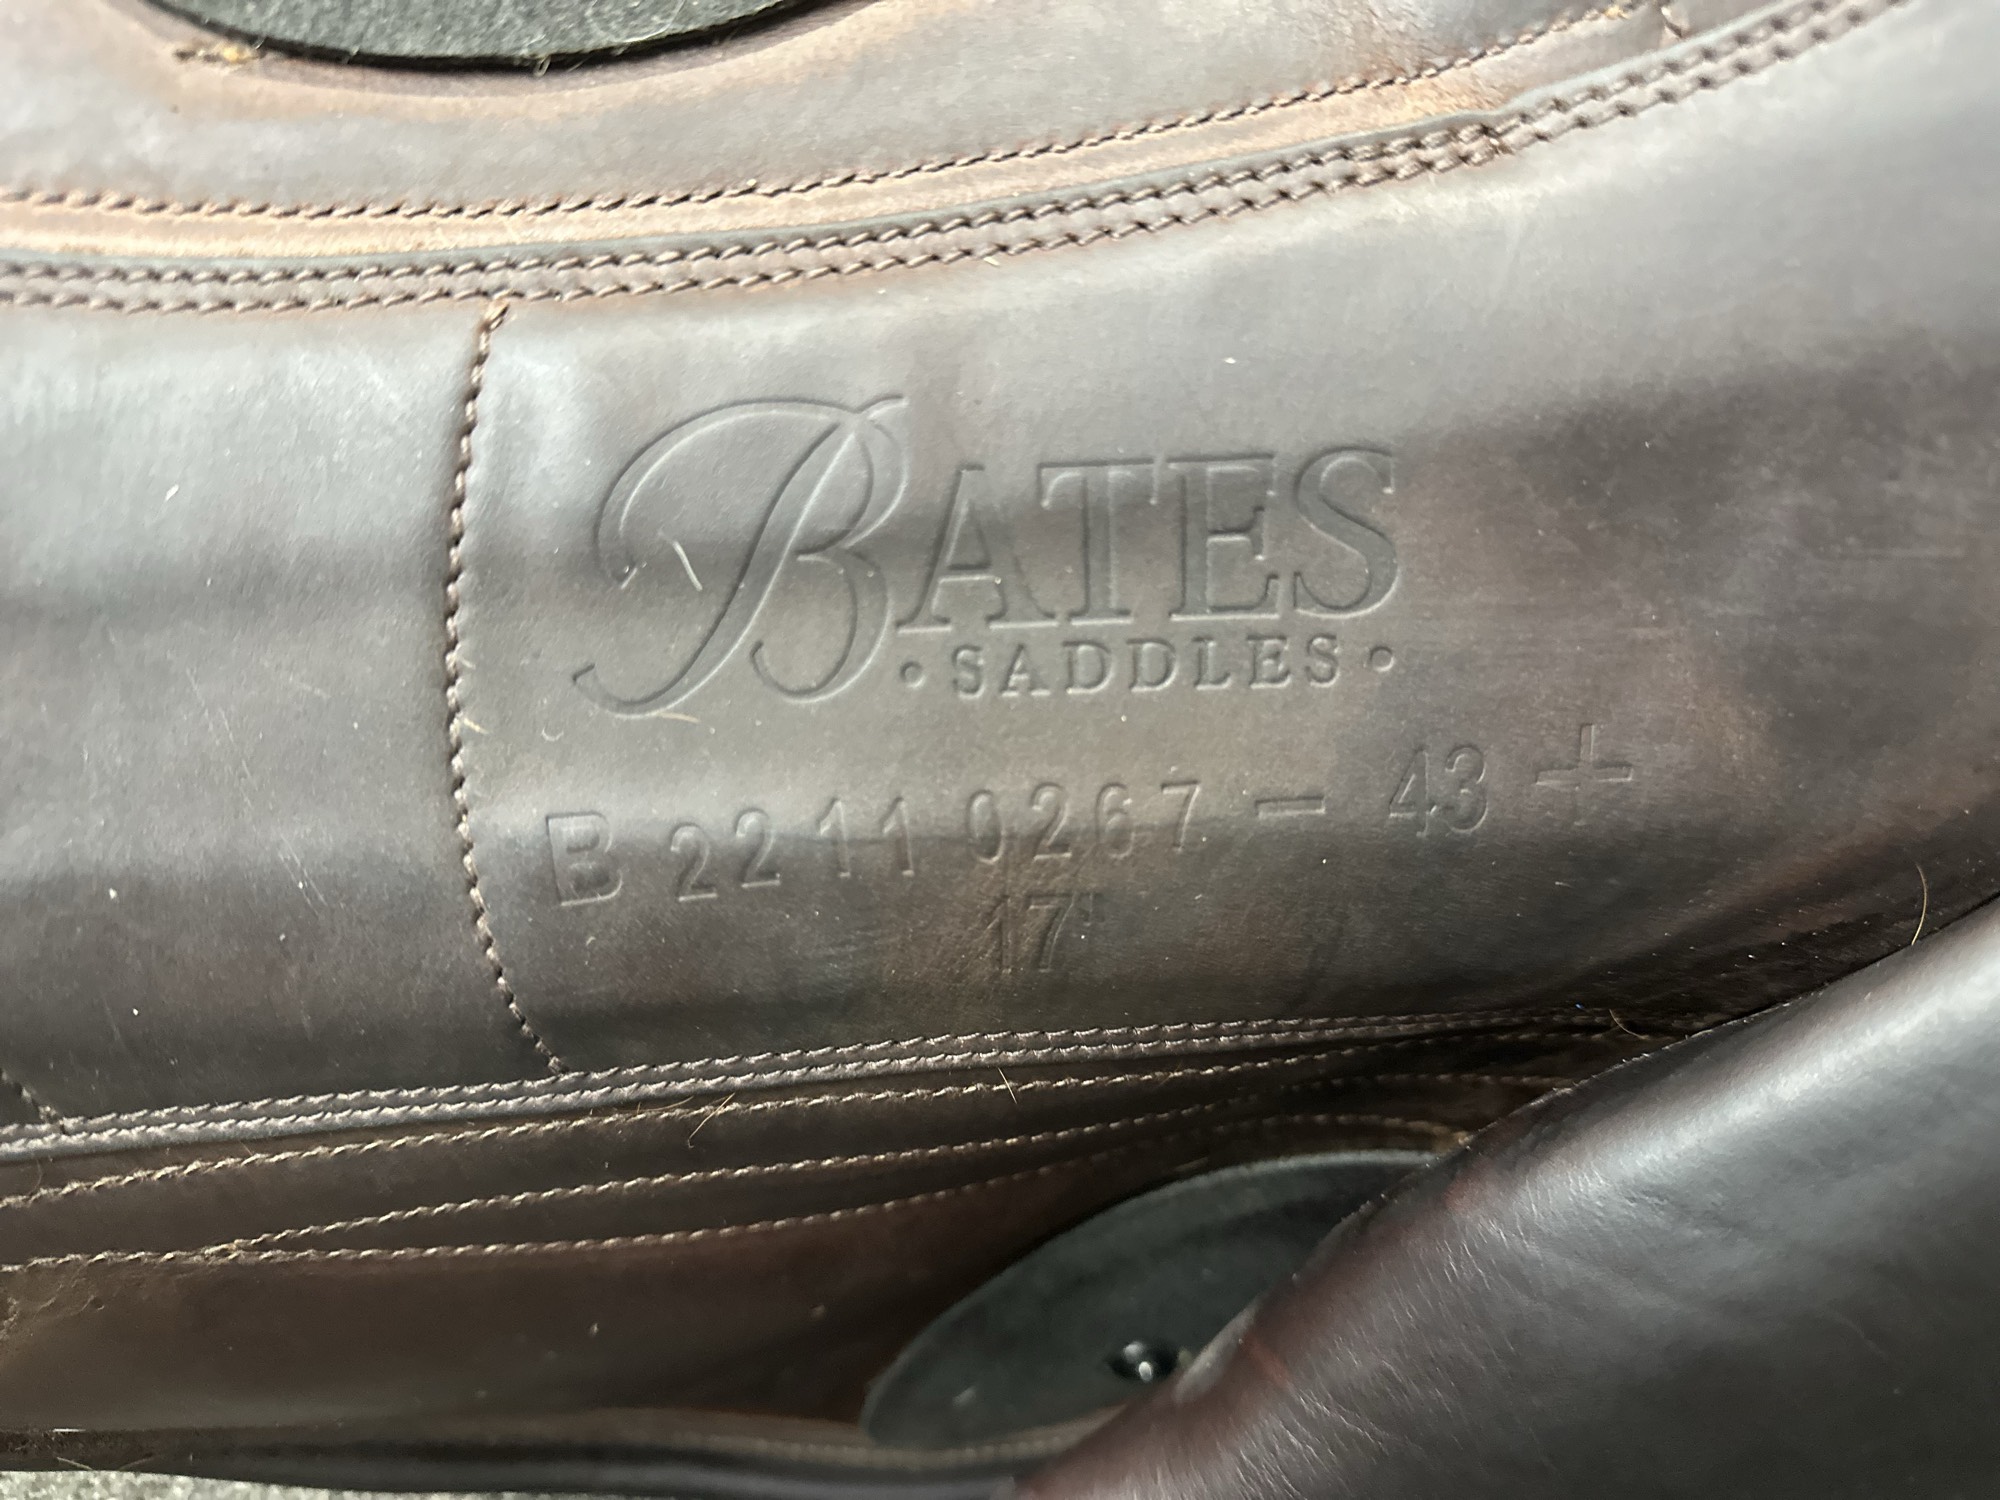 BATES
· SADDLES ·
B 22110267 - 43 +
17"